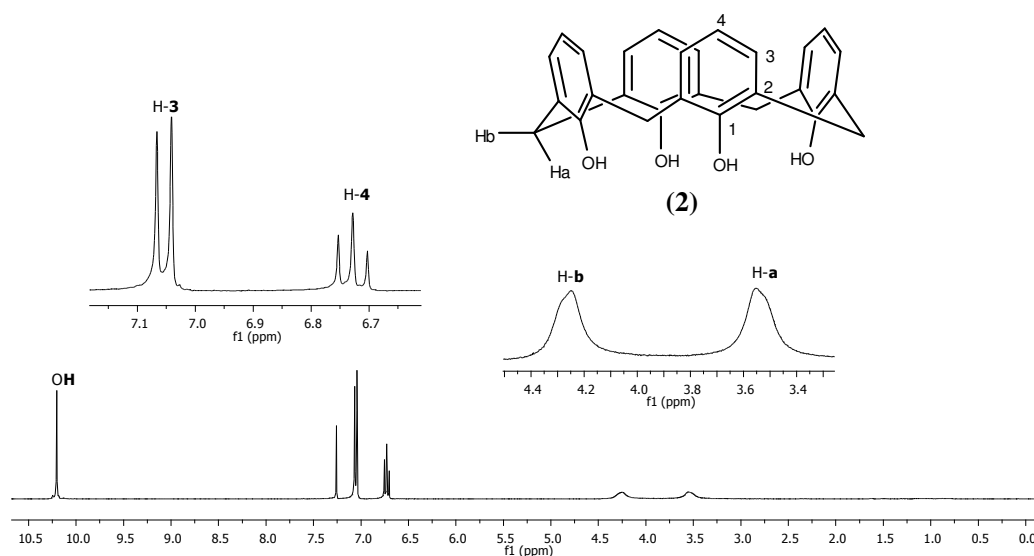 4
3
2
1
Hb
Ha
OH
OH
OH
HO
(2)
H-3
H-4
7.1 7.0 6.9 6.8 6.7
f1 (ppm)
H-b
H-a
4.4 4.2 4.0 3.8 3.6 3.4
f1 (ppm)
OH
10.5 10.0 9.5 9.0 8.5 8.0 7.5 7.0 6.5 6.0 5.5 5.0 4.5 4.0 3.5 3.0 2.5 2.0 1.5 1.0 0.5 0.0
f1 (ppm)